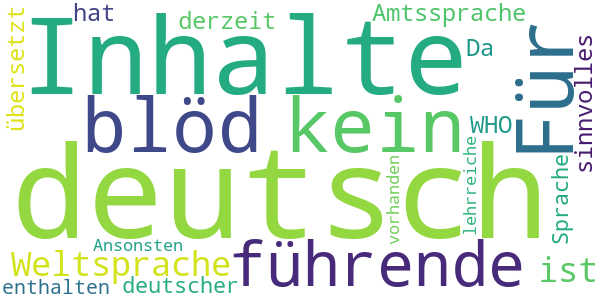 übersetzt
hat
derzeit
Amtssprache
Inhalte
Da
Für
sinnvolles
blöd
kein
WHO
deutsch
vorhanden
lehrreiche
Sprache
Ansonsten
Weltsprache
führende
ist
enthalten
deutscher